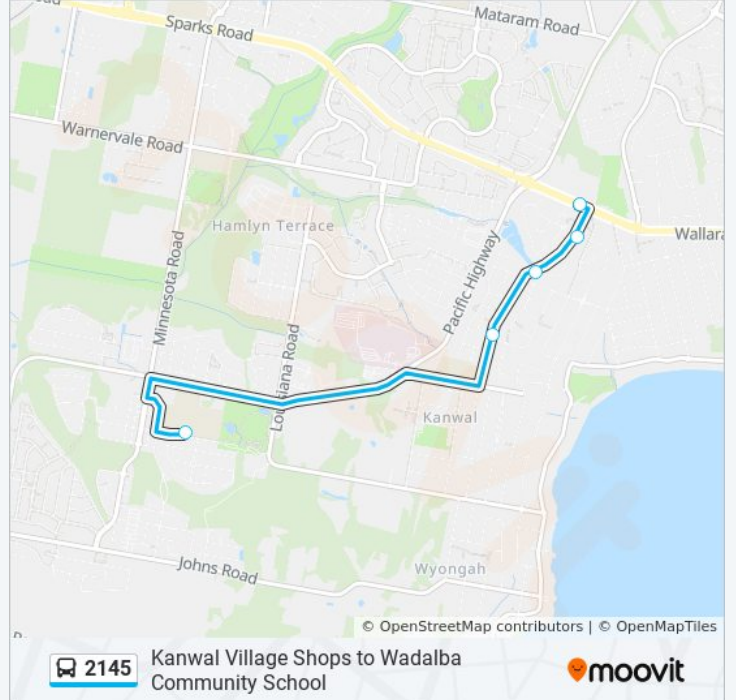 Mataram Road
Sparks Road
Warnervale Road
Hamlyn Terrace
Wallara
Pacific Highway
Minnesota Road
Louisiana Road
Kanwal
Wyongah
Johns Road
© OpenStreetMap contributors | © OpenMapTiles
2145
Kanwal Village Shops to Wadalba
Community School
moovit